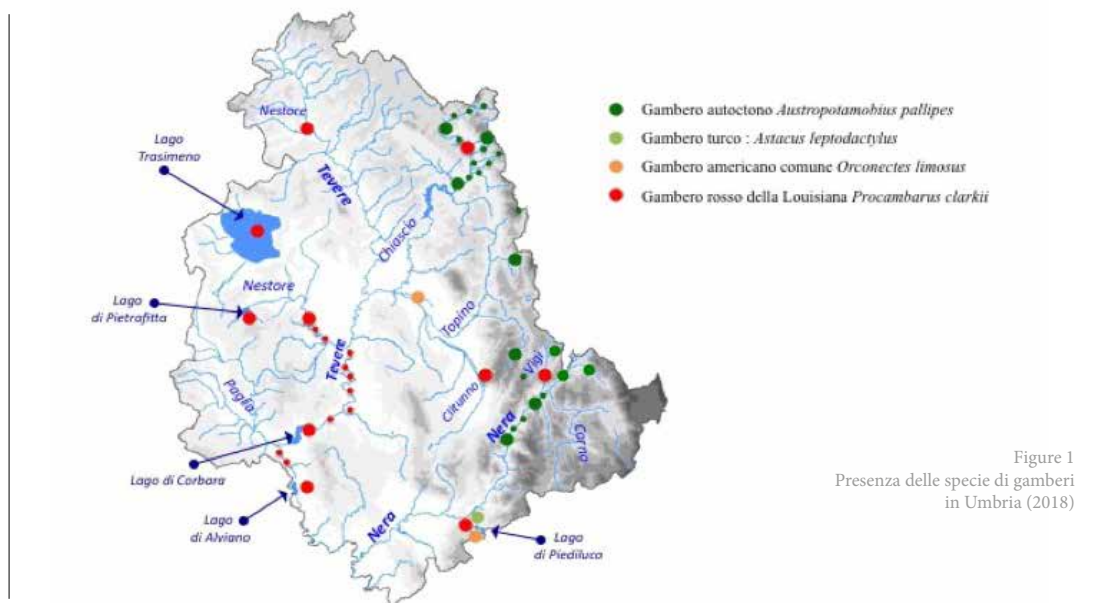 Nestore
Lago
Trasimeno
Tevere
Chiascio
Nestore
Lago
di Pietrafitta
Topino
Tevere
Vigi
Paglia
Clitunno
Nera
Corno
Lago di Corbara
Lago
di Alviano
Nera
Lago
di Piediluco
Gambero autoctono Austropotamobius pallipes
Gambero turco : Astacus leptodactylus
Gambero americano comune Orconectes limosus
Gambero rosso della Louisiana Procambarus clarkii
Figure 1
Presenza delle specie di gamberi
in Umbria (2018)